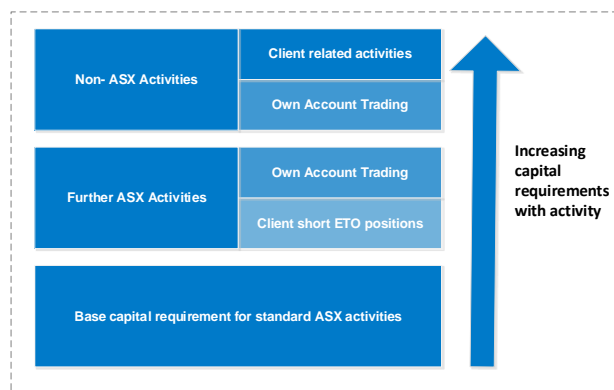 Non- ASX Activities
Client related activities
Own Account Trading
Further ASX Activities
Own Account Trading
Client short ETO positions
Base capital requirement for standard ASX activities
Increasing
capital
requirements
with activity